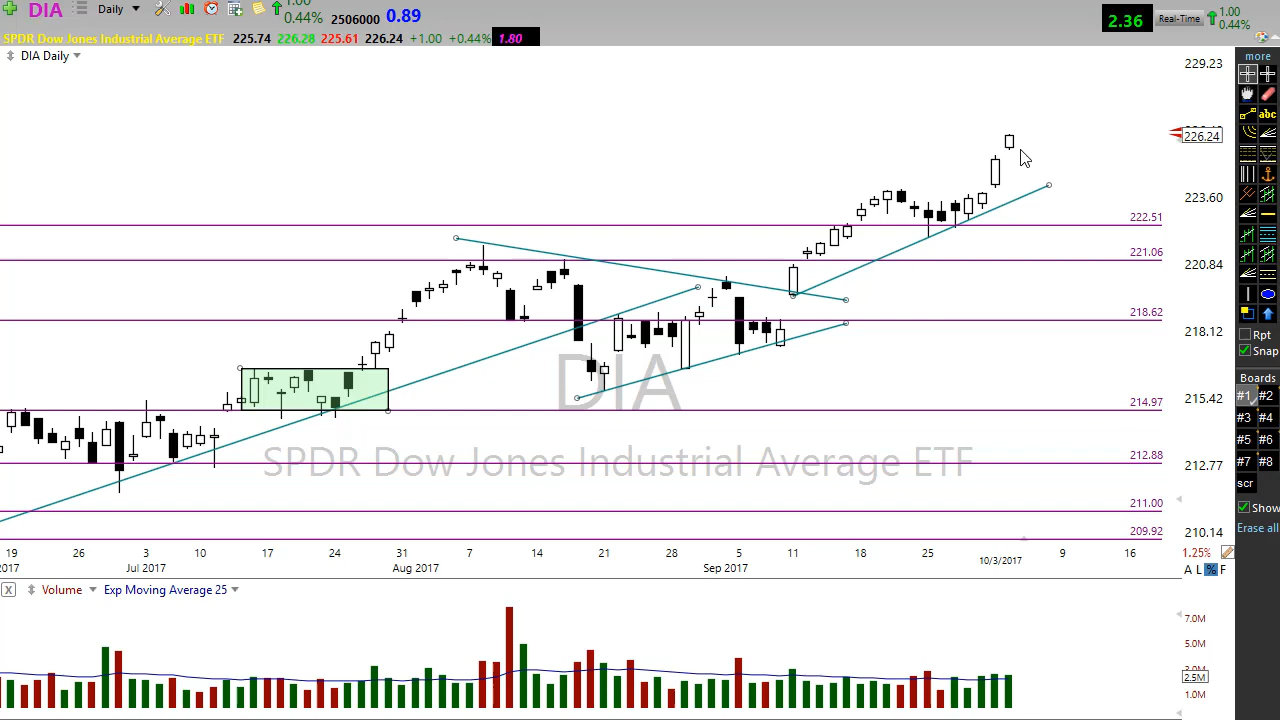 DIA Daily 1.00 0.44% 2506000 0.89 2.36 Real-Time 1.00 0.44%
SPDR Dow Jones Industrial Average ETF 225.74 226.28 225.61 226.24 +1.00 +0.44% 1.80
DIA Daily
more
229.23
226.24
abc
223.60
222.51
221.06
220.84
218.62
218.12
Rpt
Snap
DIA
Boards
#1 #2
215.42
214.97
#3 #4
#5 #6
SPDR Dow Jones Industrial Average ETF
212.88
212.77
#7 #8
scr
211.00
Show
209.92
210.14
Erase all
19 26 3 10 17 24 31 7 14 21 28 5 11 18 25 10/3/2017 9 16 1.25%
2017 Jul 2017 Aug 2017 Sep 2017 A L % F
X Volume Exp Moving Average 25
7.0M
5.0M
2.5M
1.0M